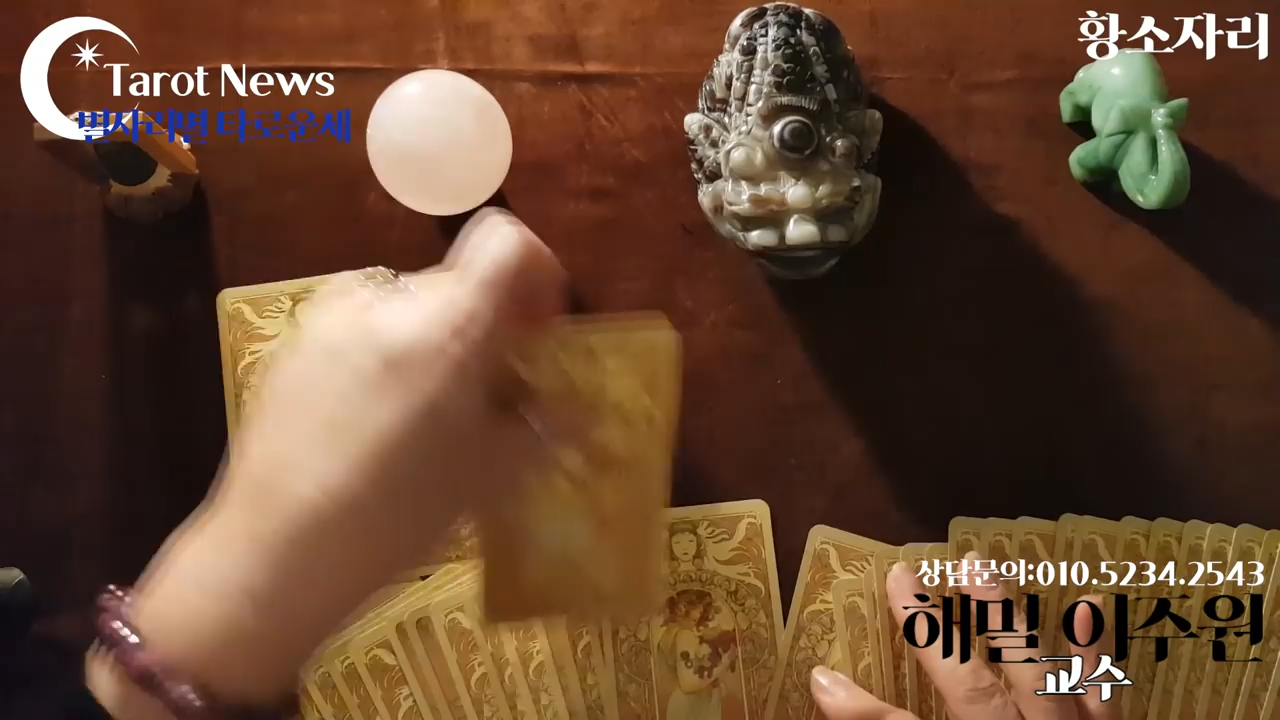 Tarot News
별자리별 타로운세
황소자리
상담문의:010.5234.2543
해밀 이주원
교수